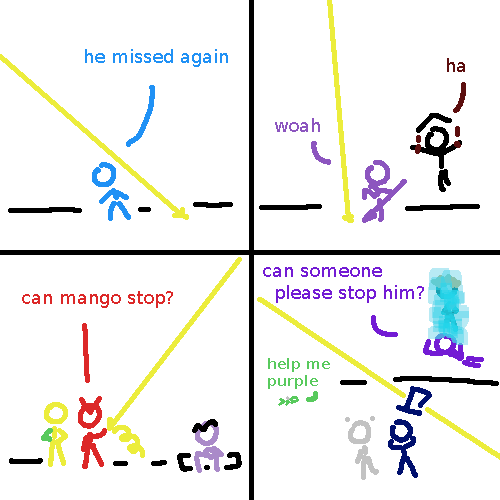 he missed again
woah
ha
can mango stop?
can someone
please stop him?
help me
purple